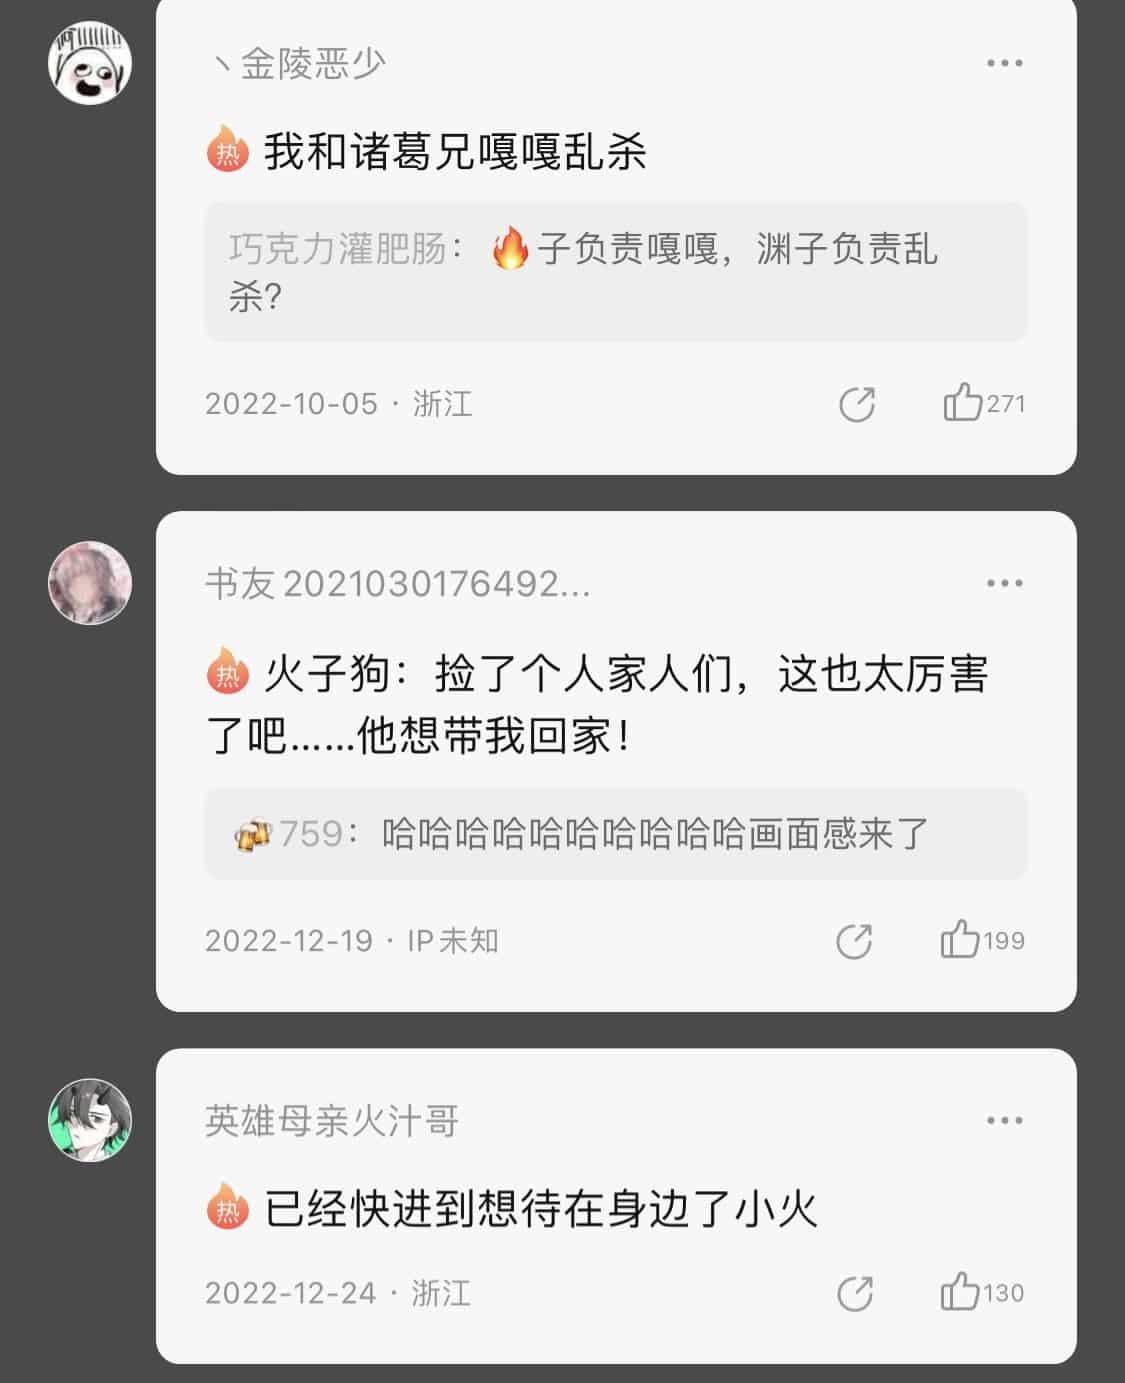 丶金陵恶少
热 我和诸葛兄嘎嘎乱杀
巧克力灌肥肠：🔥子负责嘎嘎，渊子负责乱
杀？
2022-10-05 · 浙江
271
书友2021030176492...
热 火子狗：捡了个人家人们，这也太厉害
了吧……他想带我回家！
🍻759：哈哈哈哈哈哈哈哈哈哈画面感来了
2022-12-19 · IP未知
199
英雄母亲火汁哥
热 已经快进到想待在身边了小火
2022-12-24 · 浙江
130